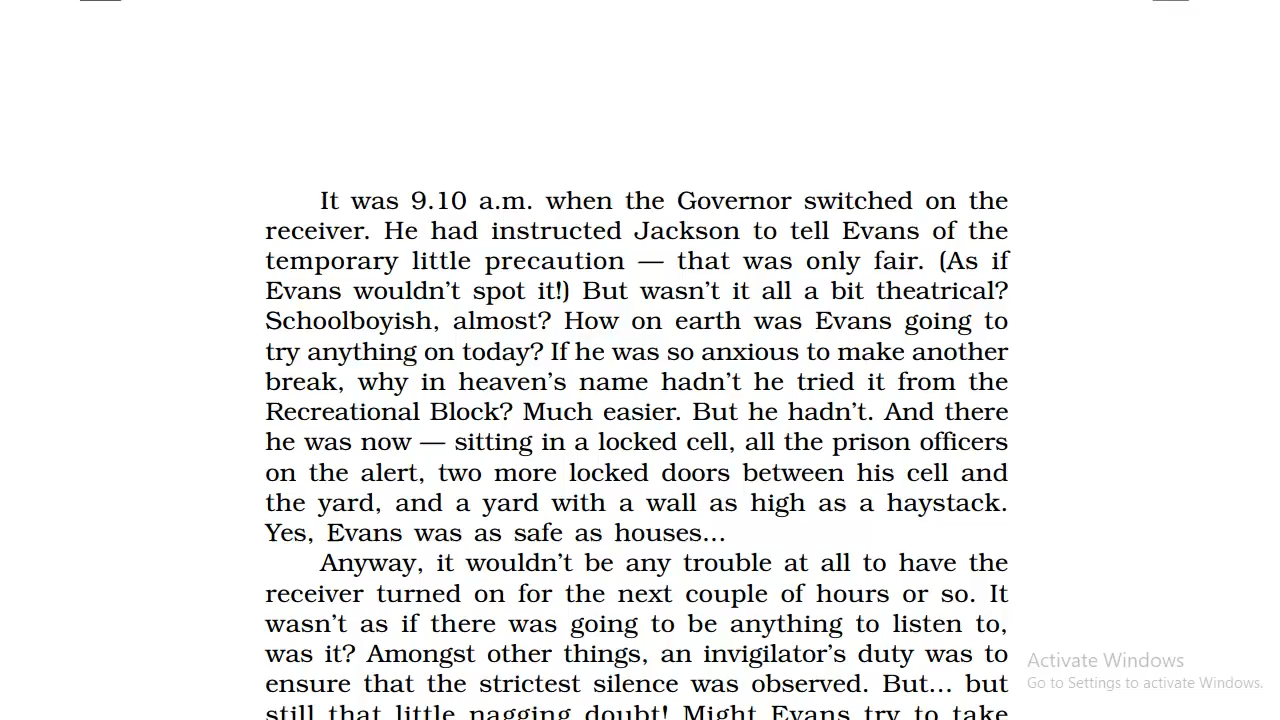 It was 9.10 a.m. when the Governor switched on the
receiver. He had instructed Jackson to tell Evans of the
temporary little precaution — that was only fair. (As if
Evans wouldn’t spot it!) But wasn’t it all a bit theatrical?
Schoolboyish, almost? How on earth was Evans going to
try anything on today? If he was so anxious to make another
break, why in heaven’s name hadn’t he tried it from the
Recreational Block? Much easier. But he hadn’t. And there
he was now — sitting in a locked cell, all the prison officers
on the alert, two more locked doors between his cell and
the yard, and a yard with a wall as high as a haystack.
Yes, Evans was as safe as houses...
Anyway, it wouldn’t be any trouble at all to have the
receiver turned on for the next couple of hours or so. It
wasn’t as if there was going to be anything to listen to,
was it? Amongst other things, an invigilator’s duty was to
ensure that the strictest silence was observed. But... but
still that little nagging doubt! Might Evans try to take
Activate Windows
Go to Settings to activate Windows.